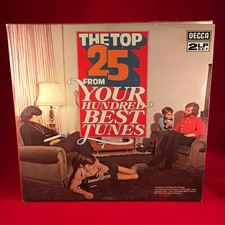 THE TOP
25
FROM
YOUR
HUNDRED
BEST
TUNES
DECCA
2LP